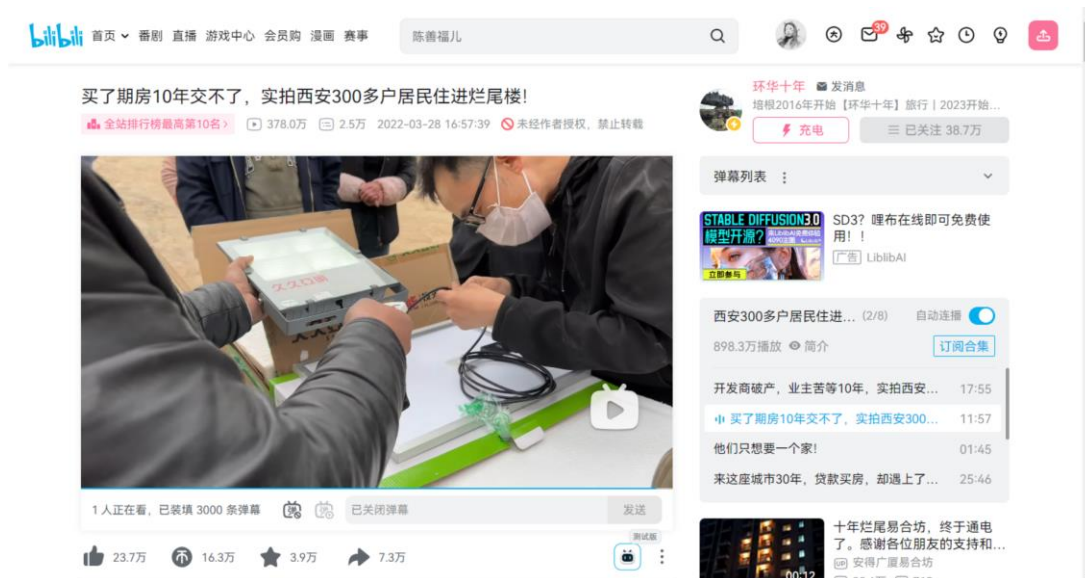 bilibili 首页 番剧 直播 游戏中心 会员购 漫画 赛事 陈善福儿 39
买了期房10年交不了，实拍西安300多户居民住进烂尾楼！
全站排行榜最高第10名 378.0万 2.5万 2022-03-28 16:57:39 未经作者授权，禁止转载
久久爱家
1人正在看，已装填 3000 条弹幕 已关闭弹幕 发送
测试版
23.7万 16.3万 3.9万 7.3万
环华十年 发消息
培根2016年开始【环华十年】旅行 | 2023开始...
充电 已关注 38.7万
弹幕列表
STABLE DIFFUSION3.0
模型开源?
立即参与
SD3？哩布在线即可免费使
用！！
广告 LiblibAI
西安300多户居民住进... (2/8) 自动连播
898.3万播放 简介 订阅合集
开发商破产，业主苦等10年，实拍西安... 17:55
买了期房10年交不了，实拍西安300... 11:57
他们只想要一个家！ 01:45
来这座城市30年，贷款买房，却遇上了... 25:46
十年烂尾易合坊，终于通电
了。感谢各位朋友的支持和...
UP 安得广厦易合坊
00:12